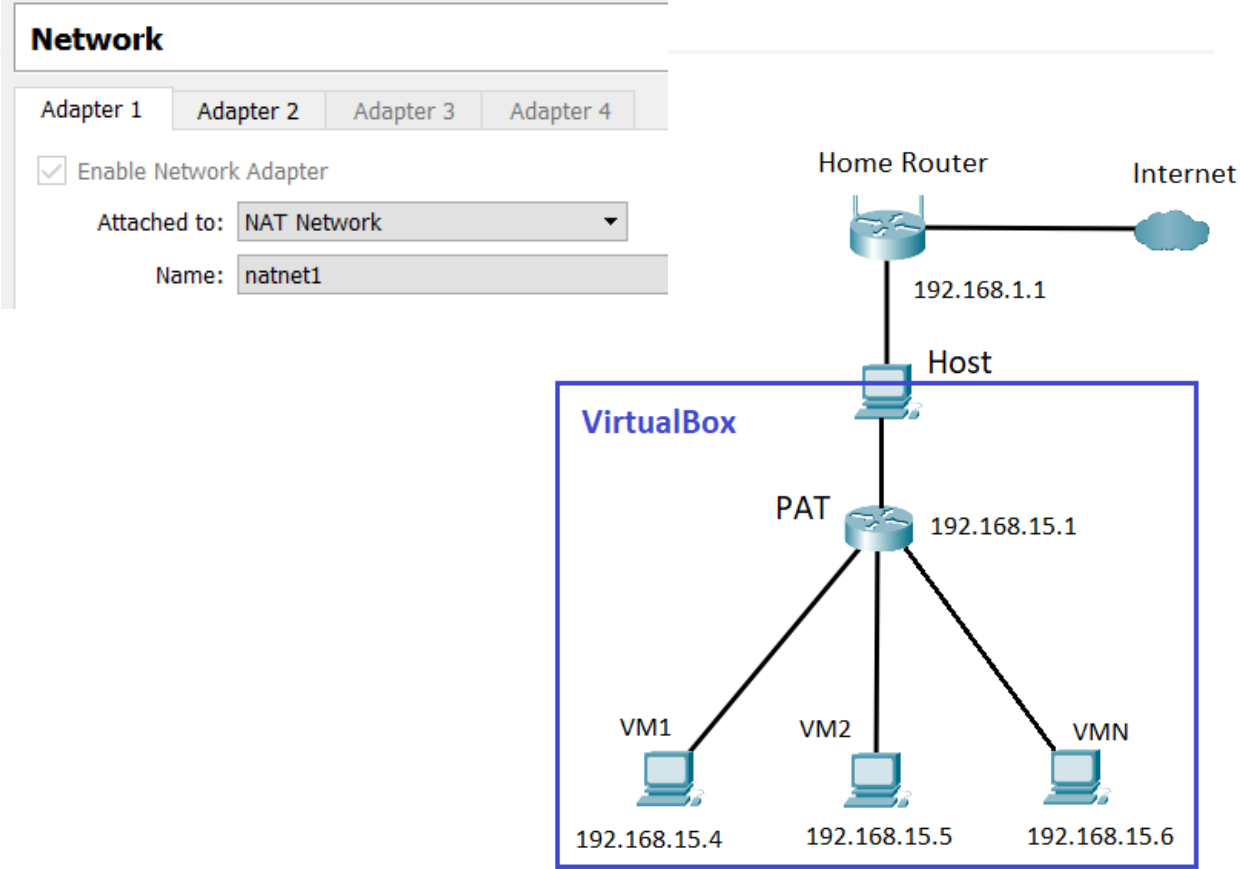 Network
Adapter 1 Adapter 2 Adapter 3 Adapter 4
Enable Network Adapter
Attached to: NAT Network
Name: natnet1
Home Router
Internet
192.168.1.1
Host
VirtualBox
PAT
192.168.15.1
VM1
VM2
VMN
192.168.15.4
192.168.15.5
192.168.15.6